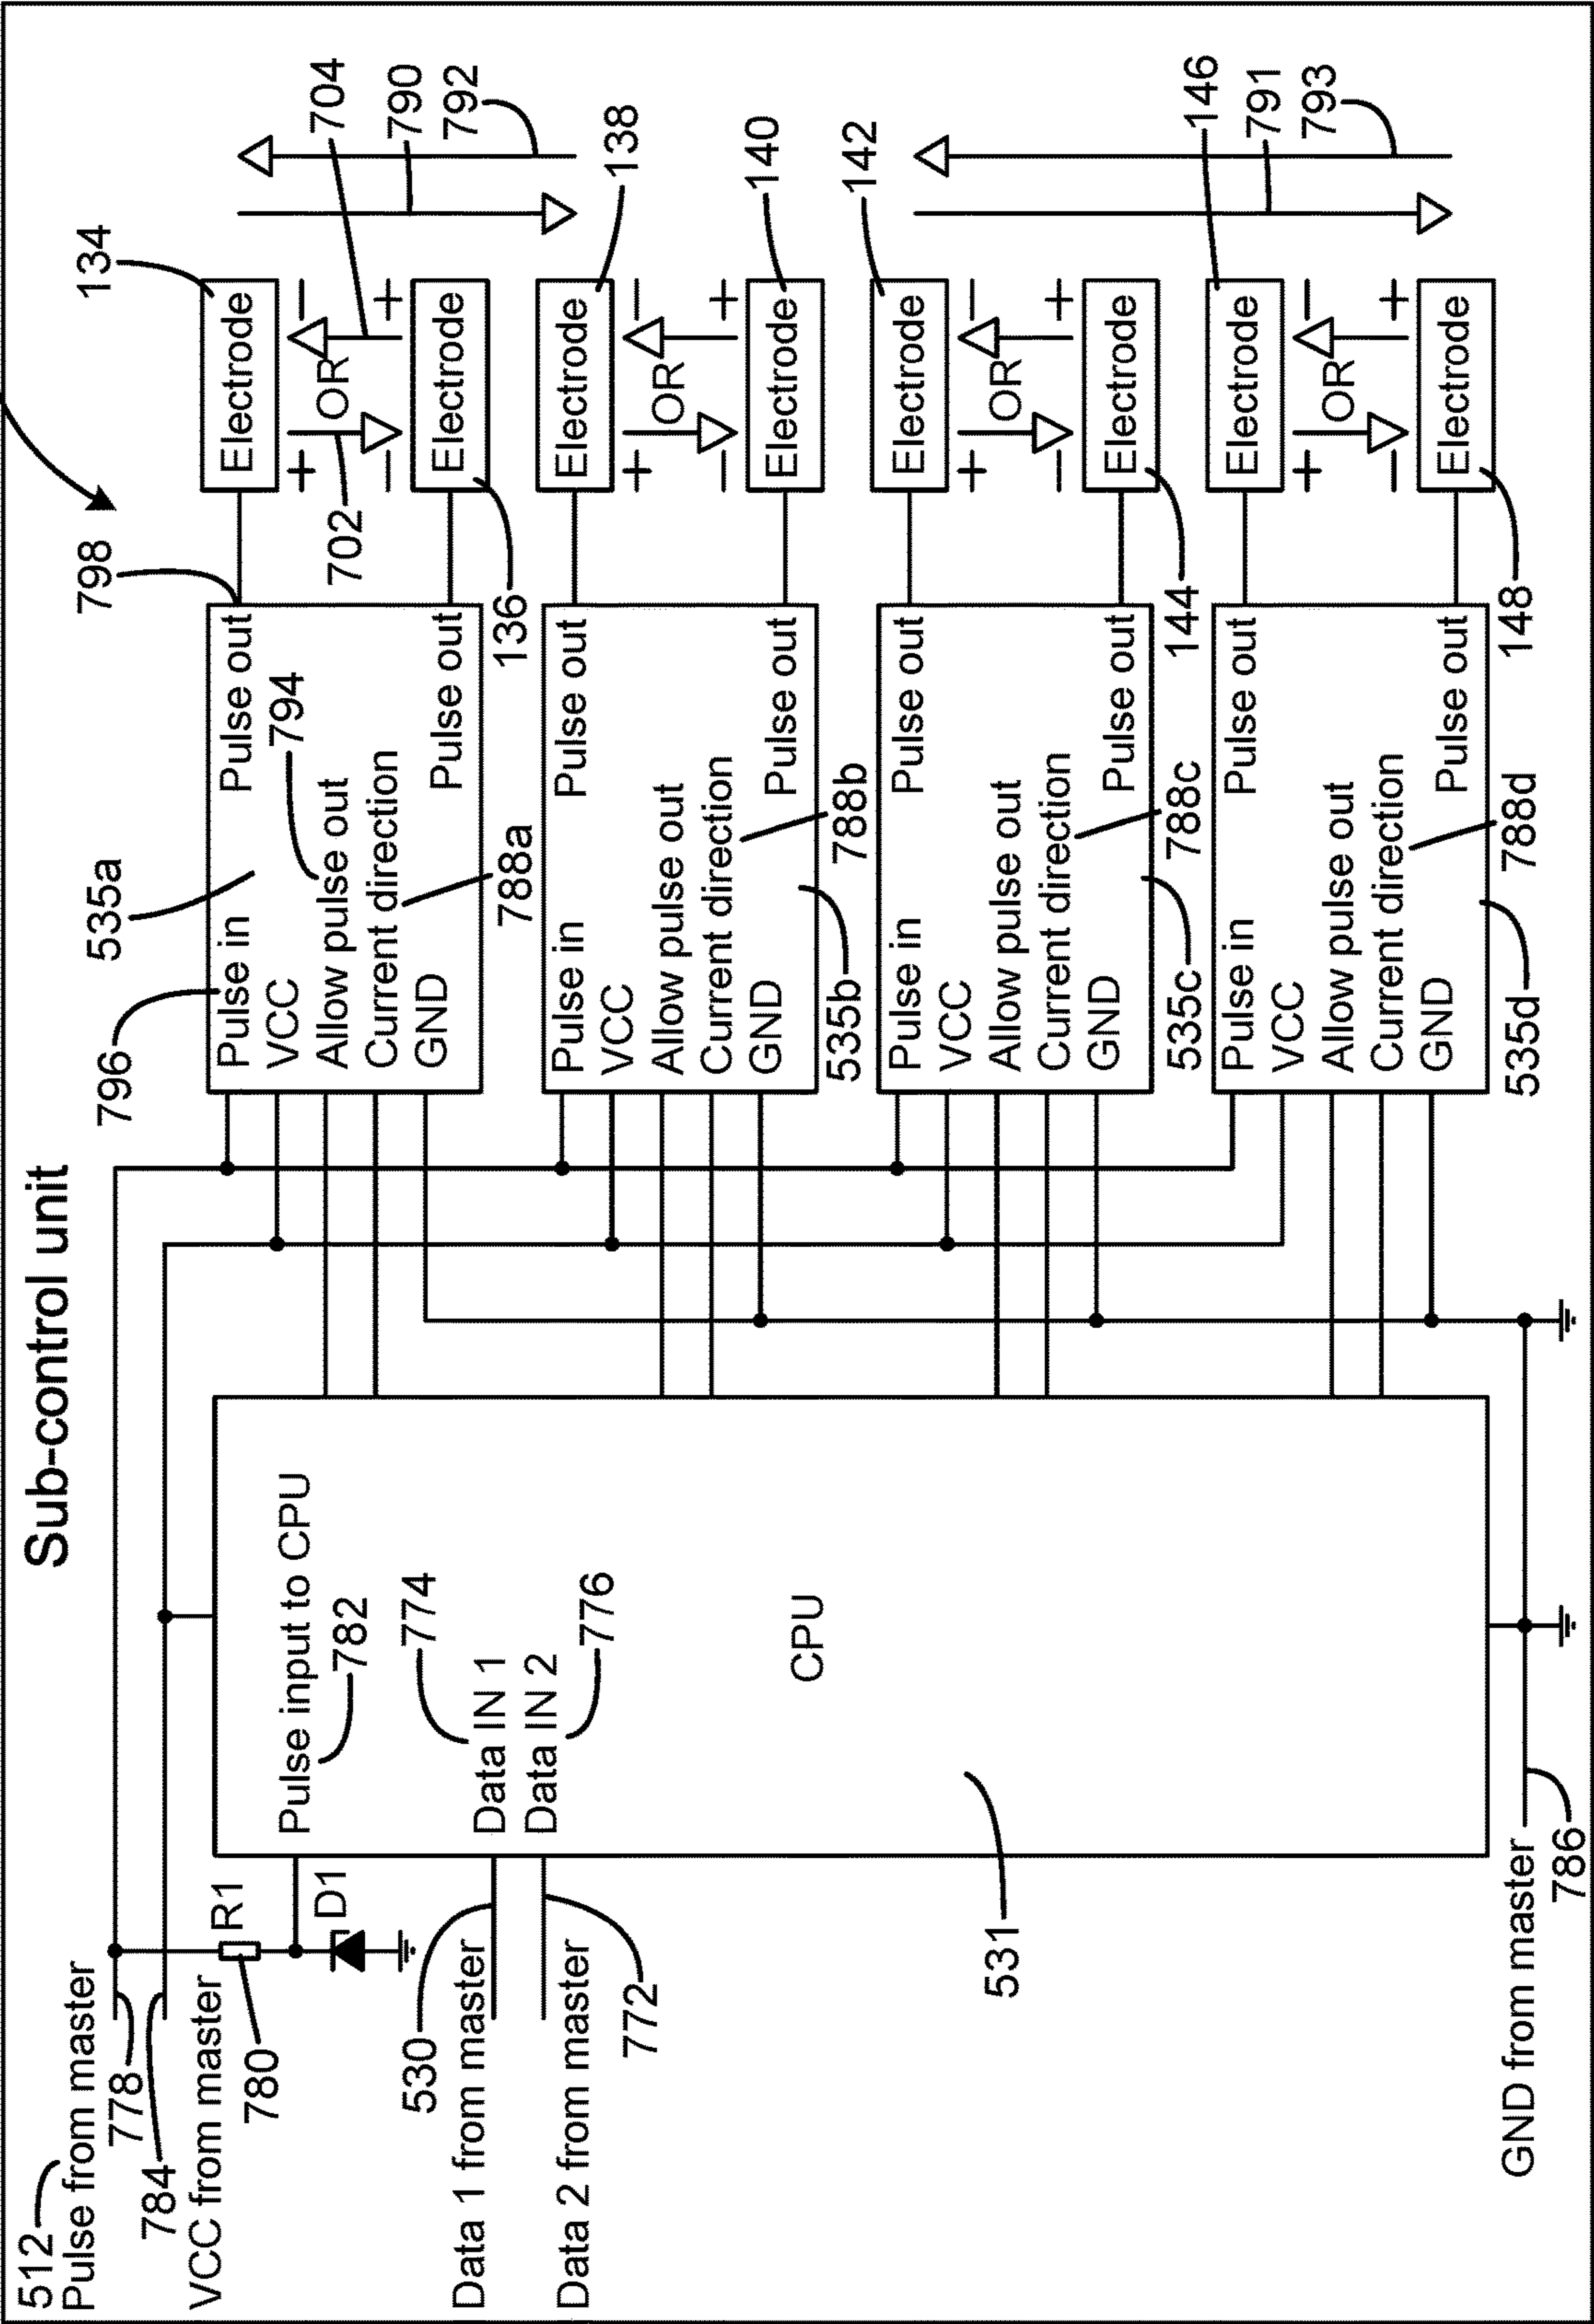 Sub-control unit
512
Pulse from master
778
784
VCC from master
780
R1
D1
530
Data 1 from master
Data 2 from master
772
Pulse input to CPU
782
774
Data IN 1
Data IN 2
776
CPU
531
GND from master
786
796
535a
798
Pulse in
Pulse out
VCC
794
Allow pulse out
Current direction
Pulse out
GND
788a
134
Electrode
+
−
702
OR
704
−
+
Electrode
136
790
792
Pulse in
Pulse out
VCC
Allow pulse out
Current direction
Pulse out
GND
535b
788b
138
Electrode
+
−
OR
−
+
Electrode
140
Pulse in
Pulse out
VCC
Allow pulse out
Current direction
Pulse out
GND
535c
788c
142
Electrode
+
−
OR
−
+
Electrode
144
Pulse in
Pulse out
VCC
Allow pulse out
Current direction
Pulse out
GND
535d
788d
146
Electrode
+
−
OR
−
+
Electrode
148
791
793